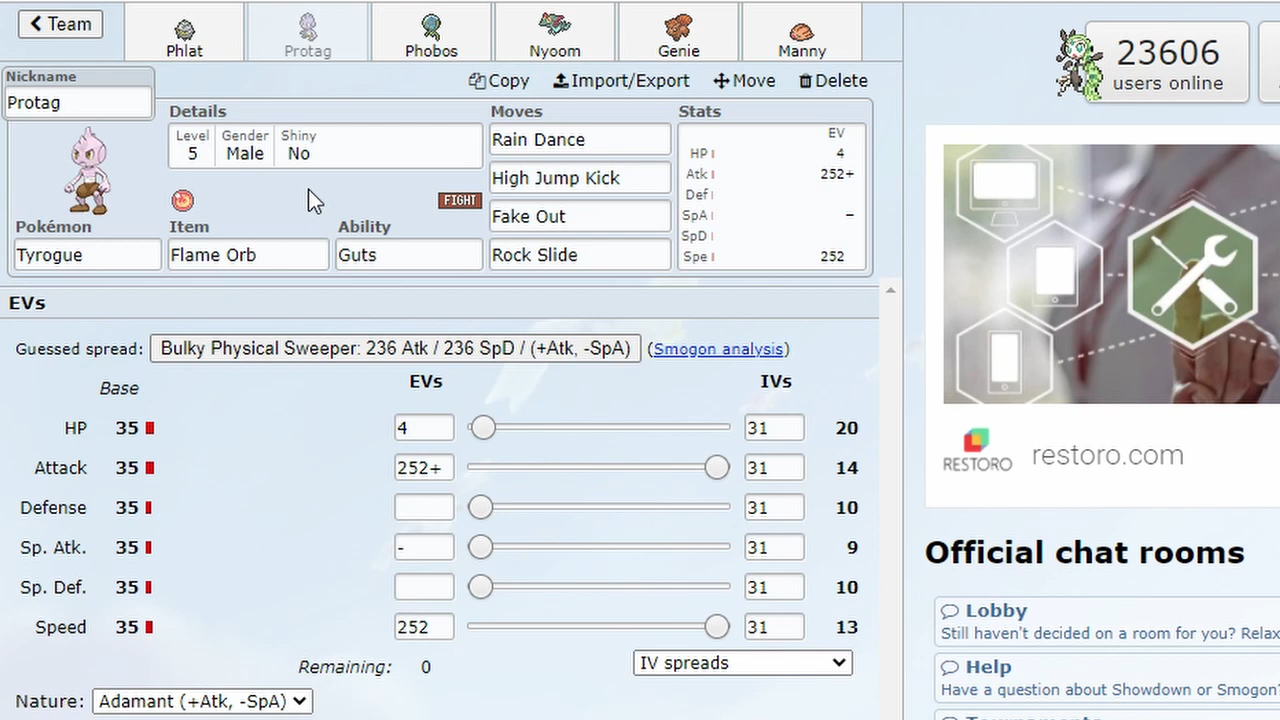 Team
Phlat
Protag
Phobos
Nyoom
Genie
Manny
Copy
Import/Export
Move
Delete
Nickname
Protag
Details
Level
Gender
Shiny
5
Male
No
FIGHT
Pokémon
Item
Ability
Tyrogue
Flame Orb
Guts
Moves
Rain Dance
High Jump Kick
Fake Out
Rock Slide
Stats
EV
HP 4
Atk 252+
Def
SpA −
SpD
Spe 252
EVs
Guessed spread: Bulky Physical Sweeper: 236 Atk / 236 SpD / (+Atk, -SpA) (Smogon analysis)
Base EVs IVs
HP 35 4 31 20
Attack 35 252+ 31 14
Defense 35 31 10
Sp. Atk. 35 - 31 9
Sp. Def. 35 31 10
Speed 35 252 31 13
Remaining: 0 IV spreads
Nature: Adamant (+Atk, -SpA)
23606
users online
RESTORO restoro.com
Official chat rooms
Lobby
Still haven't decided on a room for you? Relax
Help
Have a question about Showdown or Smogon?